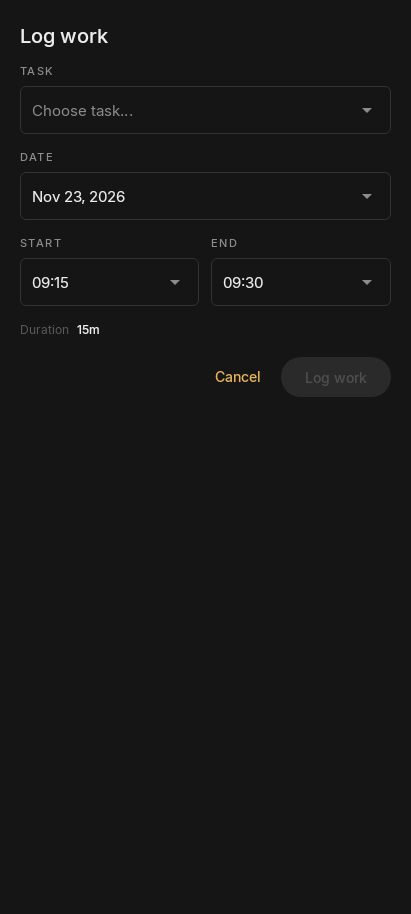 Log work
TASK
Choose task...
DATE
Nov 23, 2026
START
END
09:15
09:30
Duration 15m
Cancel
Log work